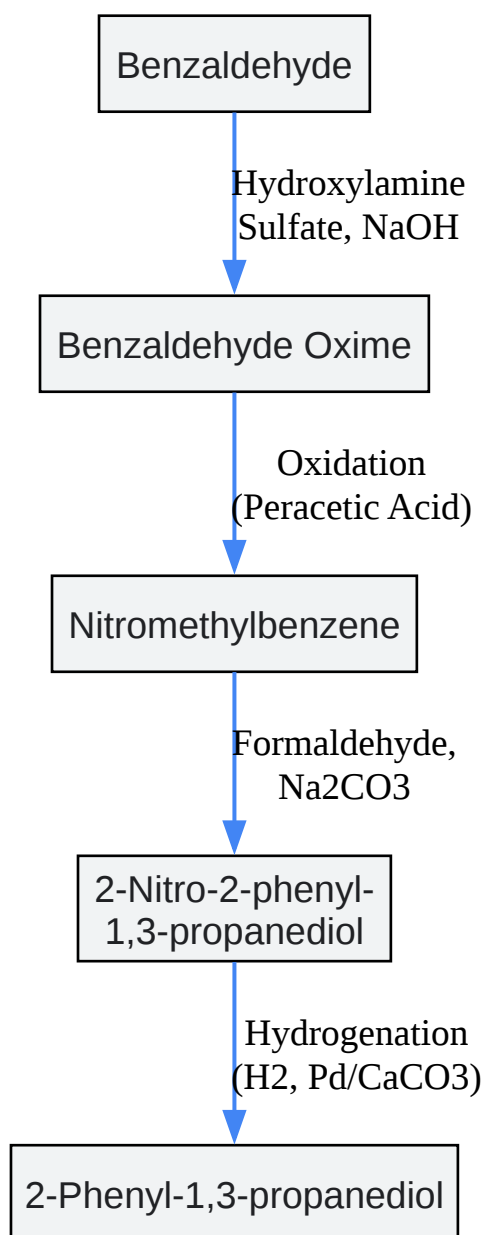 Benzaldehyde
Hydroxylamine
Sulfate, NaOH
Benzaldehyde Oxime
Oxidation
(Peracetic Acid)
Nitromethylbenzene
Formaldehyde,
Na2CO3
2-Nitro-2-phenyl-
1,3-propanediol
Hydrogenation
(H2, Pd/CaCO3)
2-Phenyl-1,3-propanediol